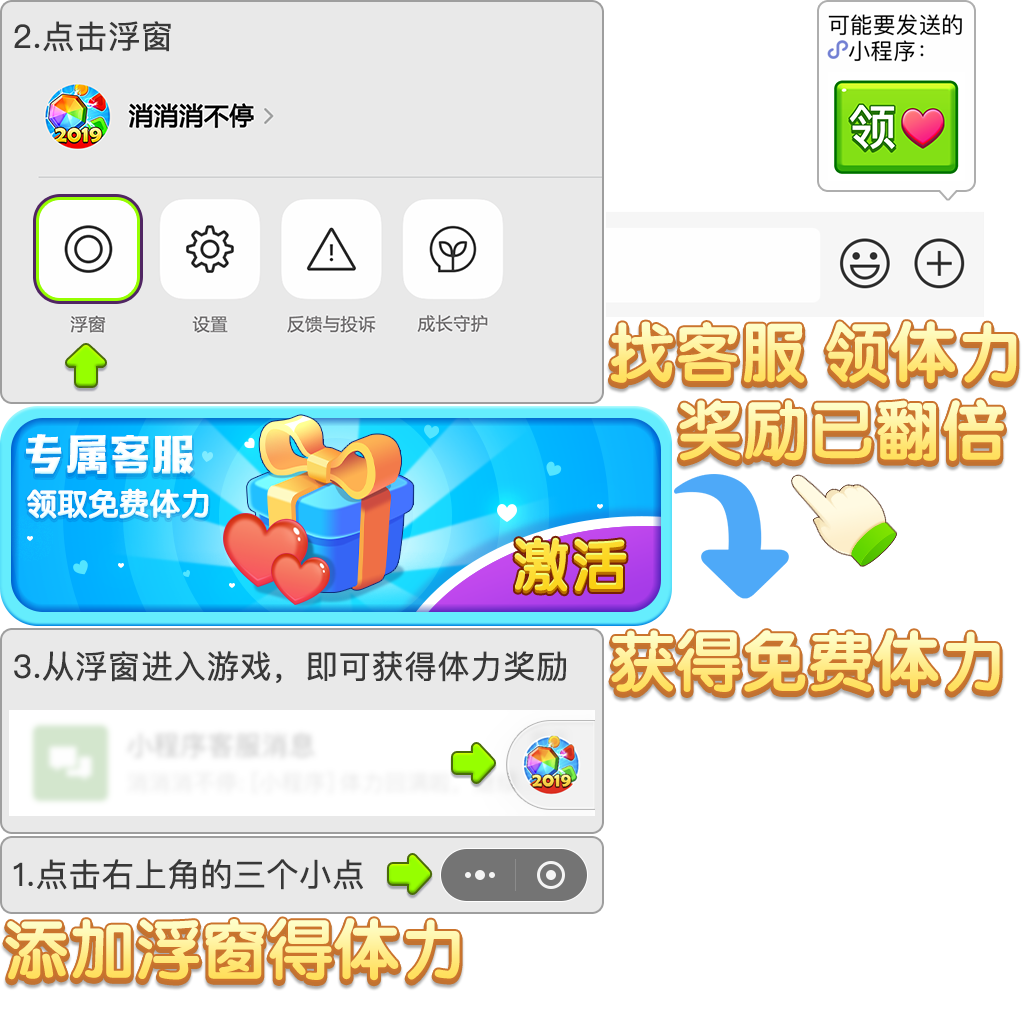 2.点击浮窗
2019
消消消不停
浮窗
设置
反馈与投诉
成长守护
可能要发送的
小程序：
领
找客服 领体力
奖励已翻倍
专属客服
领取免费体力
激活
获得免费体力
3.从浮窗进入游戏，即可获得体力奖励
小程序客服消息
2019
1.点击右上角的三个小点
添加浮窗得体力